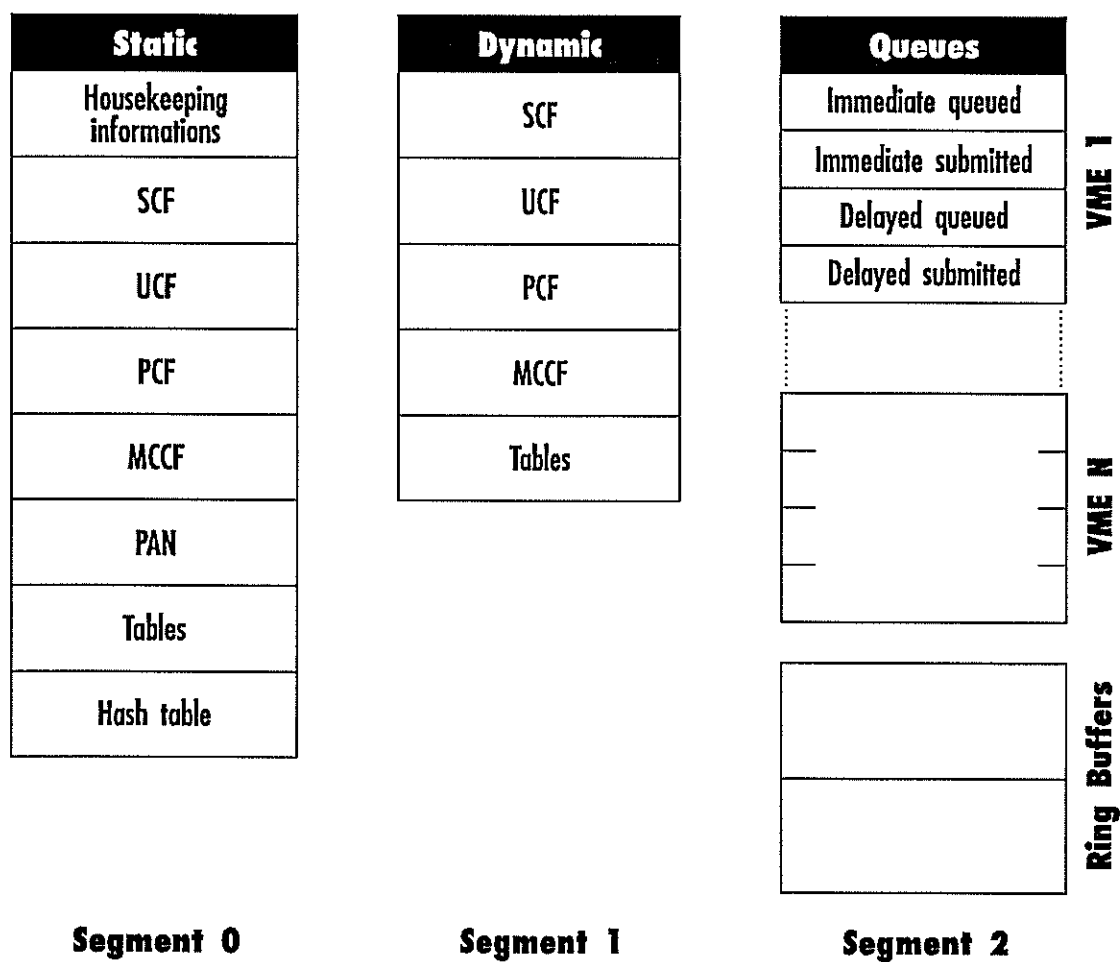 Static
Housekeeping
informations
SCF
UCF
PCF
MCCF
PAN
Tables
Hash table
Segment 0
Dynamic
SCF
UCF
PCF
MCCF
Tables
Segment 1
Queues
Immediate queued
Immediate submitted
Delayed queued
Delayed submitted
VME 1
VME N
Ring Buffers
Segment 2